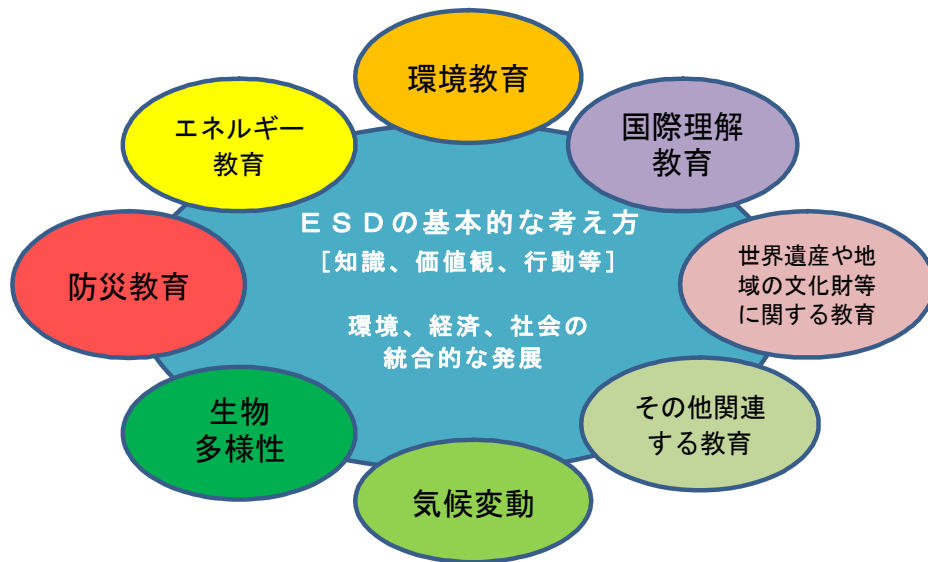 環境教育
エネルギー
教育
国際理解
教育
ＥＳＤの基本的な考え方
［知識、価値観、行動等］
環境、経済、社会の
統合的な発展
防災教育
世界遺産や地
域の文化財等
に関する教育
生物
多様性
その他関連
する教育
気候変動